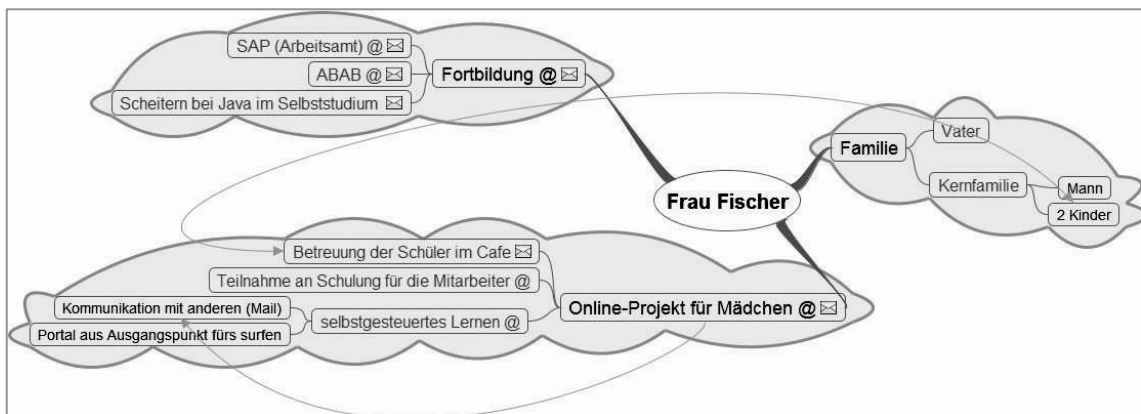 SAP (Arbeitsamt) @ ✉
ABAB @ ✉
Scheitern bei Java im Selbststudium ✉
Fortbildung @ ✉
Familie
Vater
Kernfamilie
Mann
2 Kinder
Frau Fischer
Betreuung der Schüler im Cafe ✉
Teilnahme an Schulung für die Mitarbeiter @
Kommunikation mit anderen (Mail)
Portal aus Ausgangspunkt fürs surfen
selbstgesteuertes Lernen @
Online-Projekt für Mädchen @ ✉